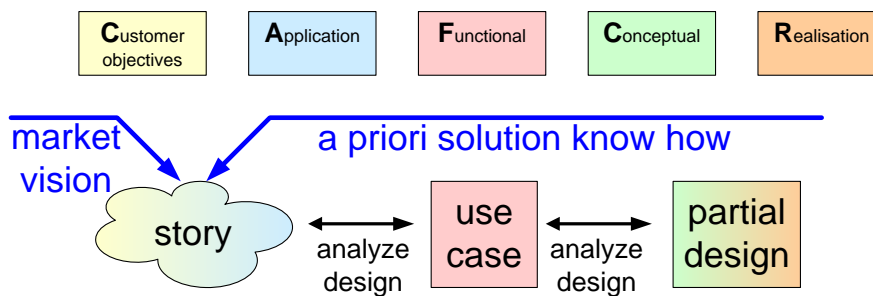 Customer
objectives
Application
Functional
Conceptual
Realisation
market
vision
a priori solution know how
story
analyze
design
use
case
analyze
design
partial
design